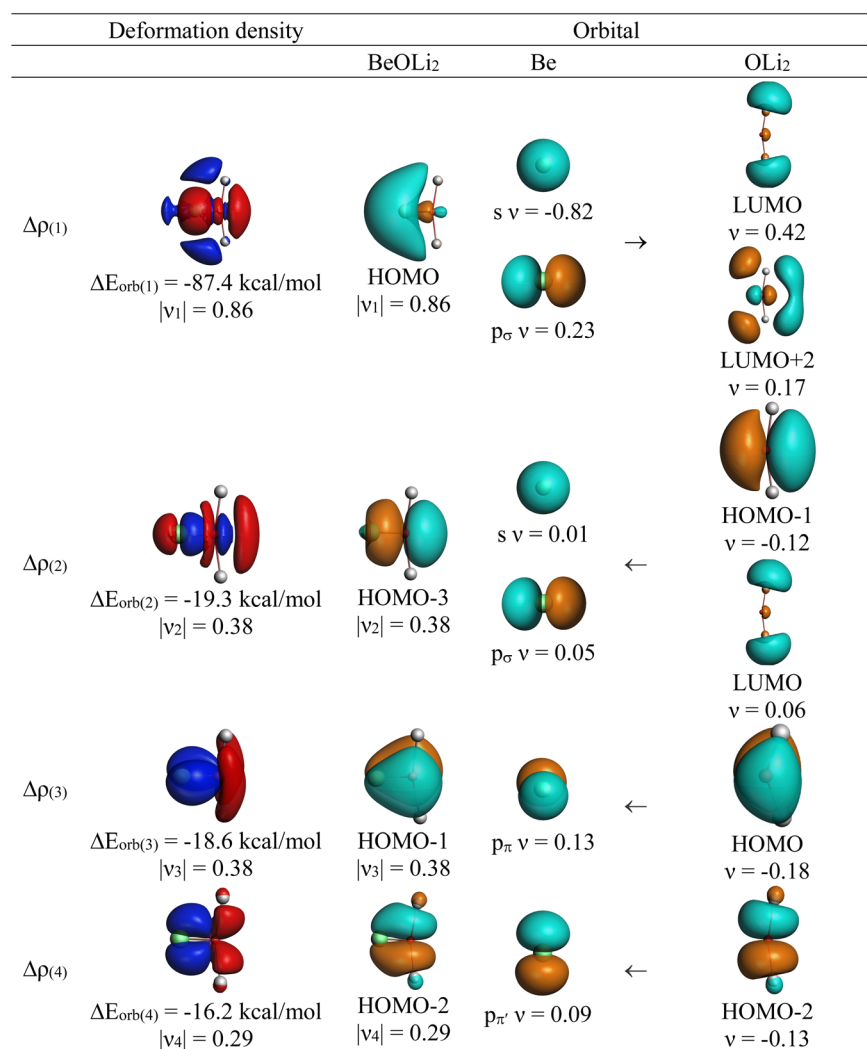 Deformation density Orbital
BeOLi₂ Be OLi₂
Δρ(1)
ΔEorb(1) = -87.4 kcal/mol
|ν₁| = 0.86
HOMO
|ν₁| = 0.86
s ν = -0.82
pσ ν = 0.23
→
LUMO
ν = 0.42
LUMO+2
ν = 0.17
Δρ(2)
ΔEorb(2) = -19.3 kcal/mol
|ν₂| = 0.38
HOMO-3
|ν₂| = 0.38
s ν = 0.01
pσ ν = 0.05
←
HOMO-1
ν = -0.12
LUMO
ν = 0.06
Δρ(3)
ΔEorb(3) = -18.6 kcal/mol
|ν₃| = 0.38
HOMO-1
|ν₃| = 0.38
pπ ν = 0.13
←
HOMO
ν = -0.18
Δρ(4)
ΔEorb(4) = -16.2 kcal/mol
|ν₄| = 0.29
HOMO-2
|ν₄| = 0.29
pπ′ ν = 0.09
←
HOMO-2
ν = -0.13